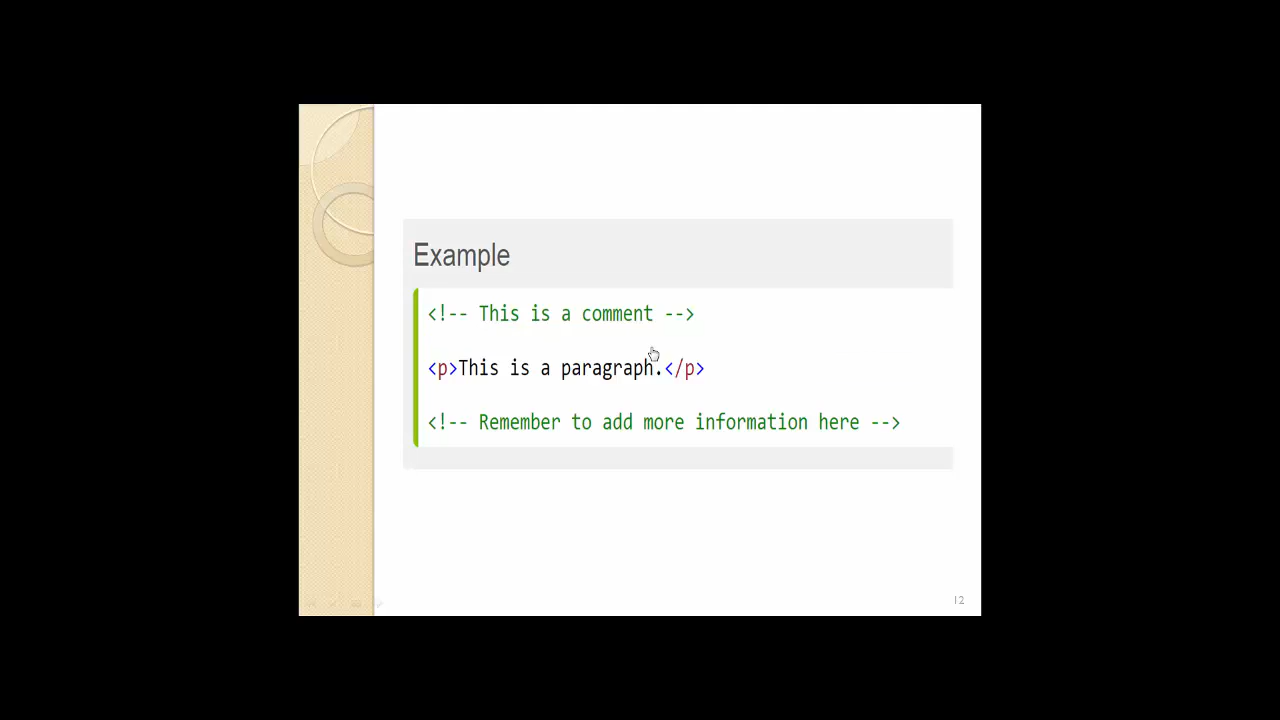 Example
<!-- This is a comment -->
<p>This is a paragraph.</p>
<!-- Remember to add more information here -->
12